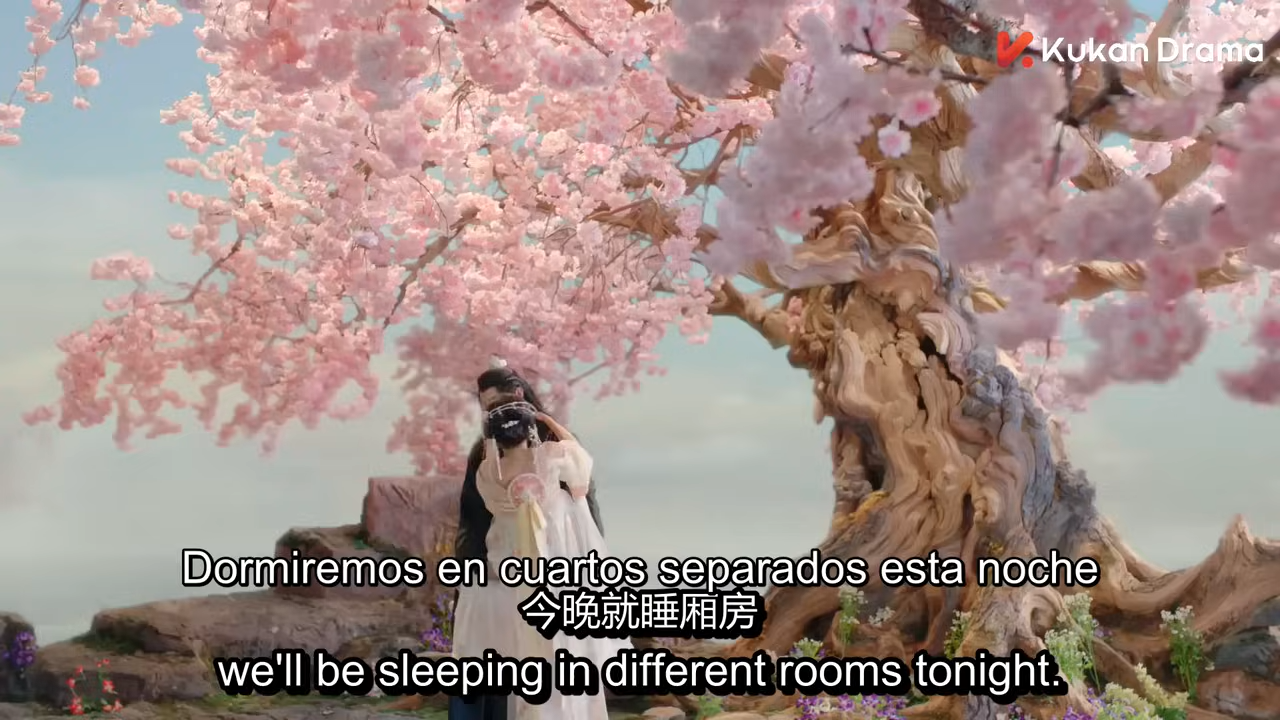 Kukan Drama
Dormiremos en cuartos separados esta noche
今晚就睡厢房
we'll be sleeping in different rooms tonight.